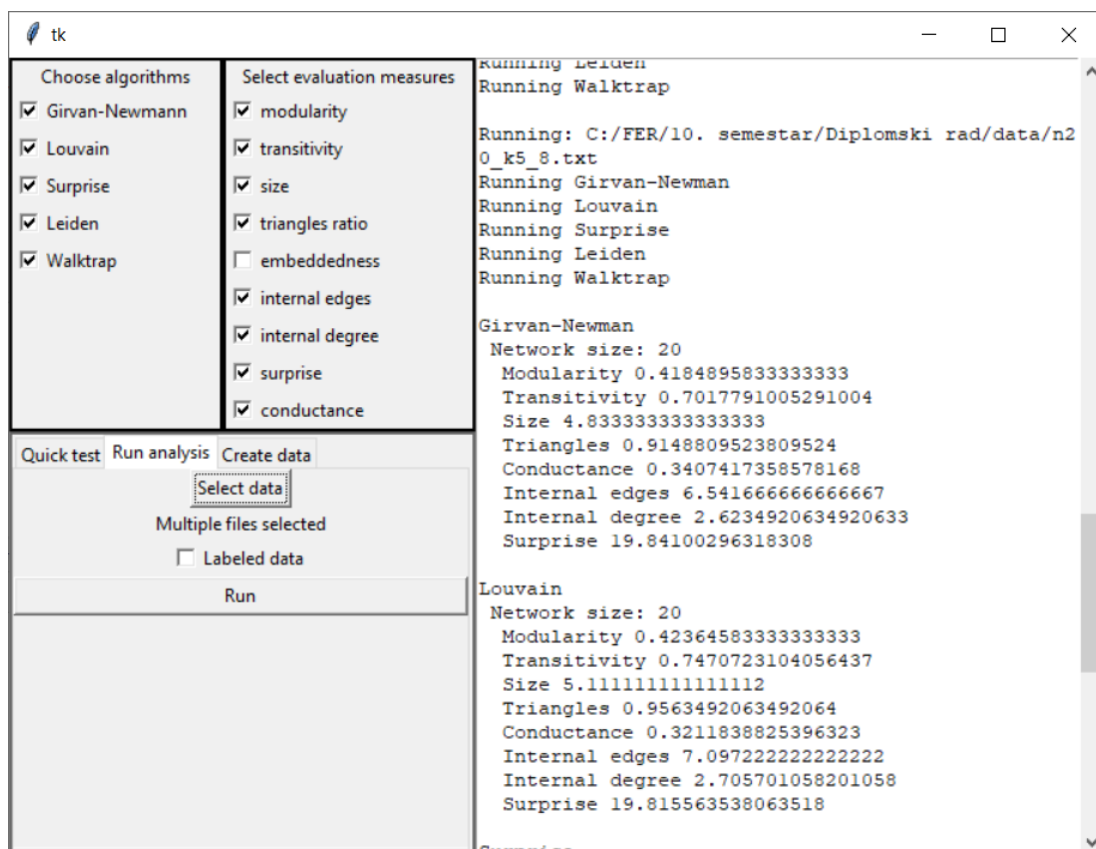 tk
Choose algorithms
Girvan-Newmann
Louvain
Surprise
Leiden
Walktrap
Select evaluation measures
modularity
transitivity
size
triangles ratio
embeddedness
internal edges
internal degree
surprise
conductance
Quick test
Run analysis
Create data
Select data
Multiple files selected
Labeled data
Run
Running Leiden
Running Walktrap
Running: C:/FER/10. semestar/Diplomski rad/data/n2
0_k5_8.txt
Running Girvan-Newman
Running Louvain
Running Surprise
Running Leiden
Running Walktrap
Girvan-Newman
Network size: 20
Modularity 0.4184895833333333
Transitivity 0.7017791005291004
Size 4.833333333333333
Triangles 0.9148809523809524
Conductance 0.3407417358578168
Internal edges 6.541666666666667
Internal degree 2.6234920634920633
Surprise 19.84100296318308
Louvain
Network size: 20
Modularity 0.42364583333333333
Transitivity 0.7470723104056437
Size 5.111111111111112
Triangles 0.9563492063492064
Conductance 0.3211838825396323
Internal edges 7.097222222222222
Internal degree 2.705701058201058
Surprise 19.815563538063518